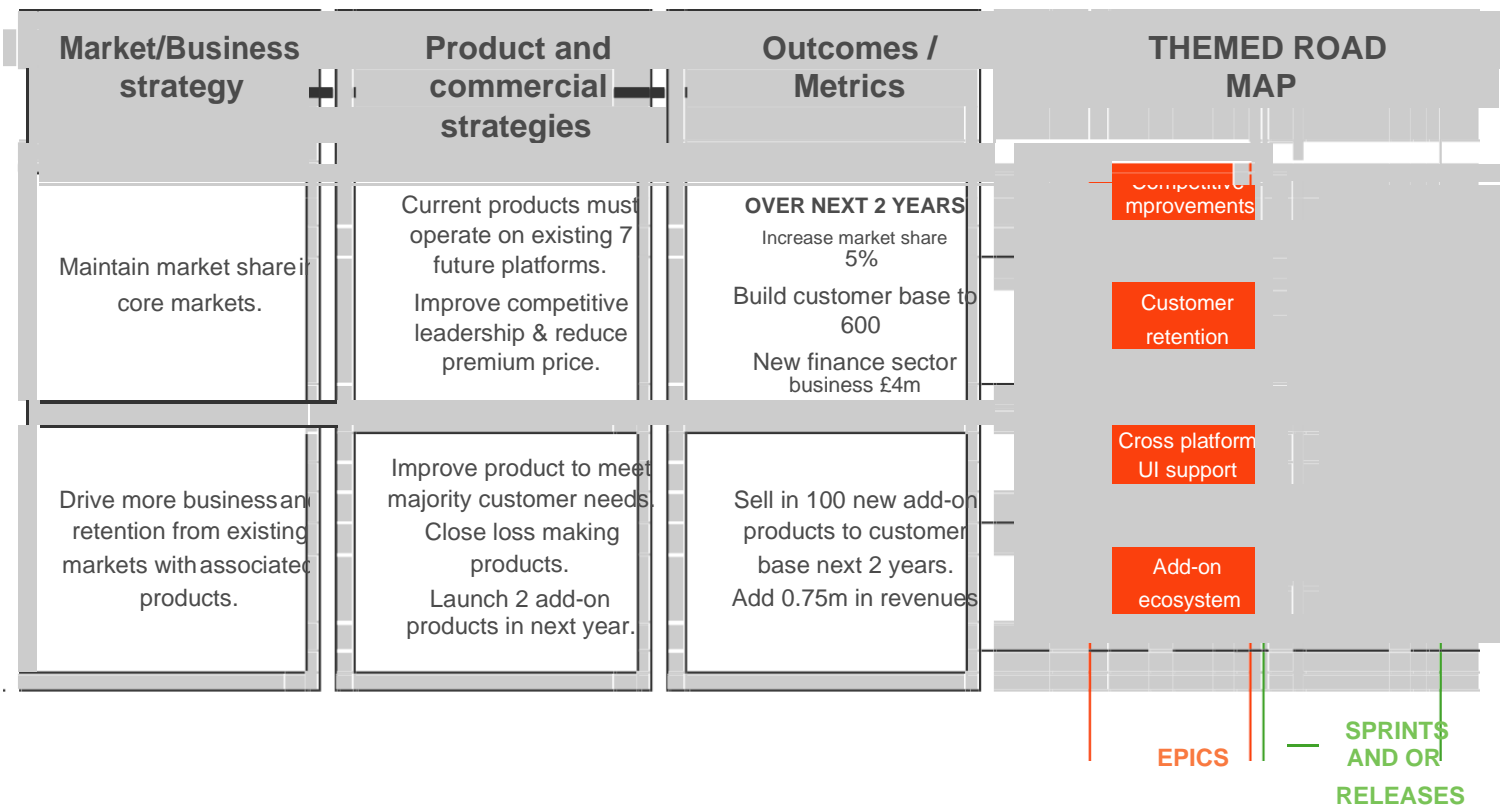 Market/Business
strategy
Product and
commercial
strategies
Outcomes /
Metrics
THEMED ROAD
MAP
Maintain market share in
core markets.
Current products must
operate on existing 7
future platforms.
Improve competitive
leadership & reduce
premium price.
OVER NEXT 2 YEARS
Increase market share
5%
Build customer base to
600
New finance sector
business £4m
Competitive
mprovements
Customer
retention
Cross platform
UI support
Add-on
ecosystem
Drive more business and
retention from existing
markets with associated
products.
Improve product to meet
majority customer needs.
Close loss making
products.
Launch 2 add-on
products in next year.
Sell in 100 new add-on
products to customer
base next 2 years.
Add 0.75m in revenues
EPICS
SPRINTS
AND OR
RELEASES